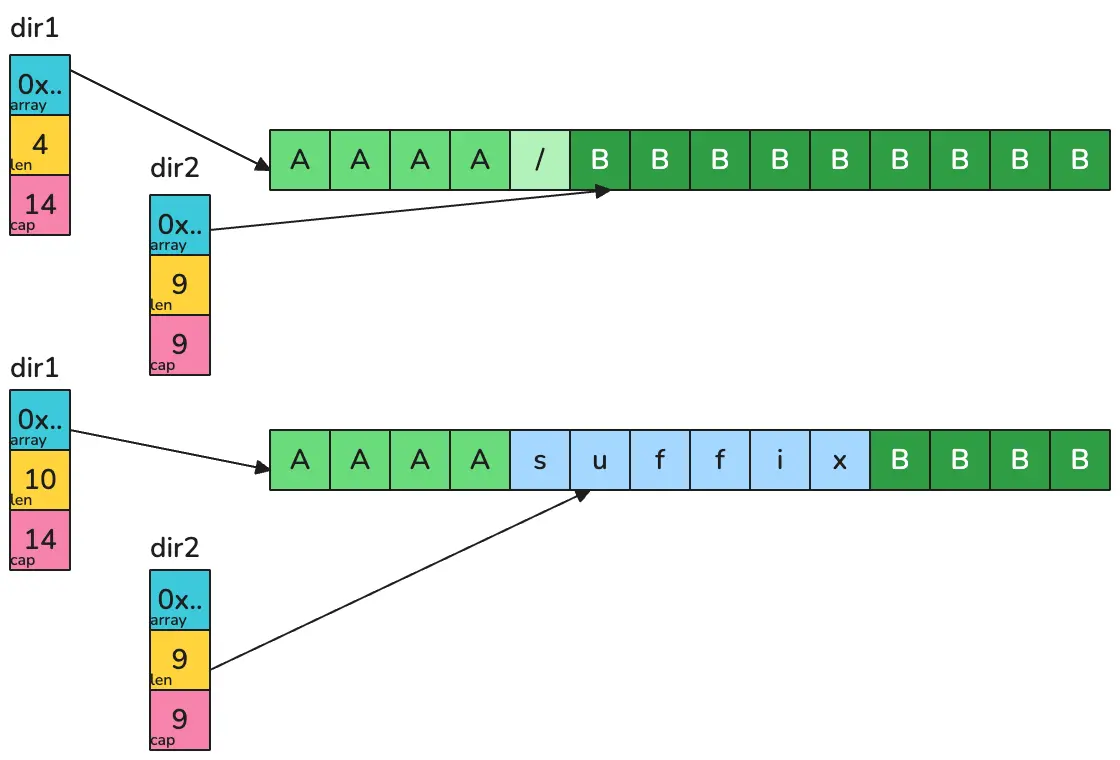 dir1
0x..
array
4
len
14
cap
A A A A / B B B B B B B B B
dir2
0x..
array
9
len
9
cap
dir1
0x..
array
10
len
14
cap
A A A A s u f f i x B B B B
dir2
0x..
array
9
len
9
cap